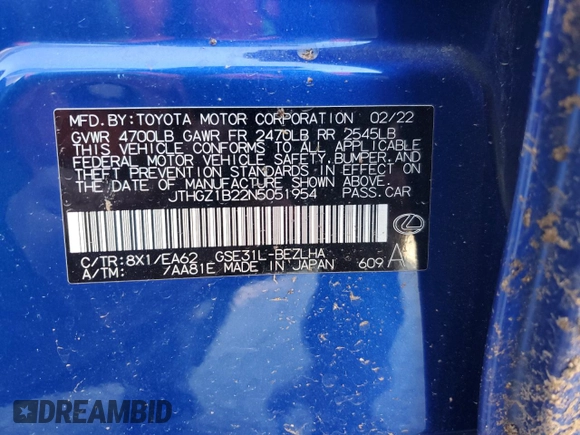 MFD. BY: TOYOTA MOTOR CORPORATION 02/22
GVWR 4700LB GAWR FR 2470LB RR 2545LB
THIS VEHICLE CONFORMS TO ALL APPLICABLE
FEDERAL MOTOR VEHICLE SAFETY, BUMPER, AND
THEFT PREVENTION STANDARDS IN EFFECT ON
THE DATE OF MANUFACTURE SHOWN ABOVE.
JTHGZ1B22N5051954 PASS. CAR
C/TR: 8X1/EA62 GSE31L-BEZLHA A
A/TM: 7AA81E MADE IN JAPAN 609
DREAMBID